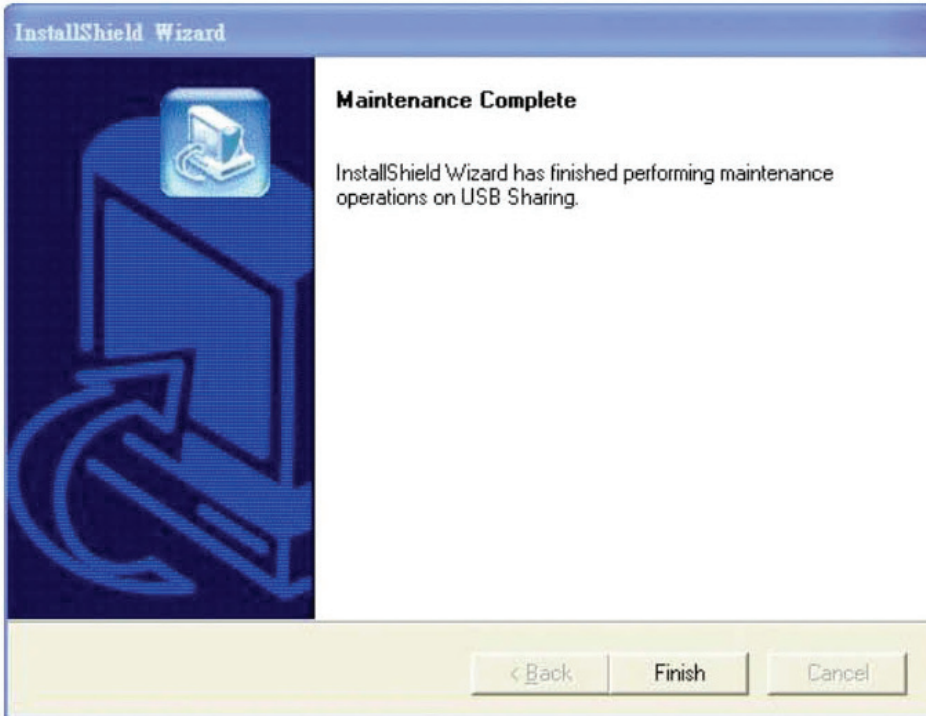 InstallShield Wizard
Maintenance Complete
InstallShield Wizard has finished performing maintenance
operations on USB Sharing.
< Back
Finish
Cancel